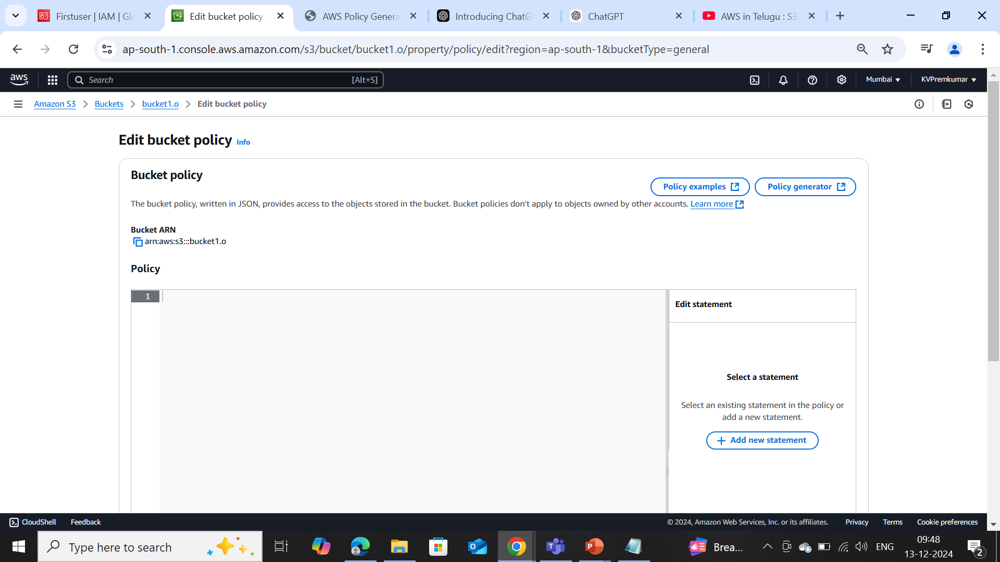 Firstuser | IAM | Glo
Edit bucket policy
AWS Policy Genera
Introducing ChatG
ChatGPT
AWS in Telugu : S3
ap-south-1.console.aws.amazon.com/s3/bucket/bucket1.o/property/policy/edit?region=ap-south-1&bucketType=general
aws
Search
[Alt+S]
Mumbai
KVPremkumar
Amazon S3
Buckets
bucket1.o
Edit bucket policy
Edit bucket policy Info
Bucket policy
Policy examples
Policy generator
The bucket policy, written in JSON, provides access to the objects stored in the bucket. Bucket policies don't apply to objects owned by other accounts. Learn more
Bucket ARN
arn:aws:s3:::bucket1.o
Policy
1
Edit statement
Select a statement
Select an existing statement in the policy or
add a new statement.
Add new statement
CloudShell
Feedback
© 2024, Amazon Web Services, Inc. or its affiliates.
Privacy
Terms
Cookie preferences
Type here to search
Brea...
ENG
09:48
13-12-2024
2